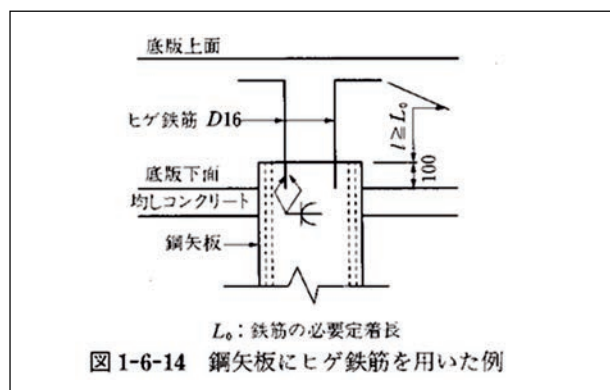 底版上面
ヒゲ鉄筋 D16
l≧L₀
底版下面
100
均しコンクリート
鋼矢板
L₀：鉄筋の必要定着長
図 1-6-14 鋼矢板にヒゲ鉄筋を用いた例